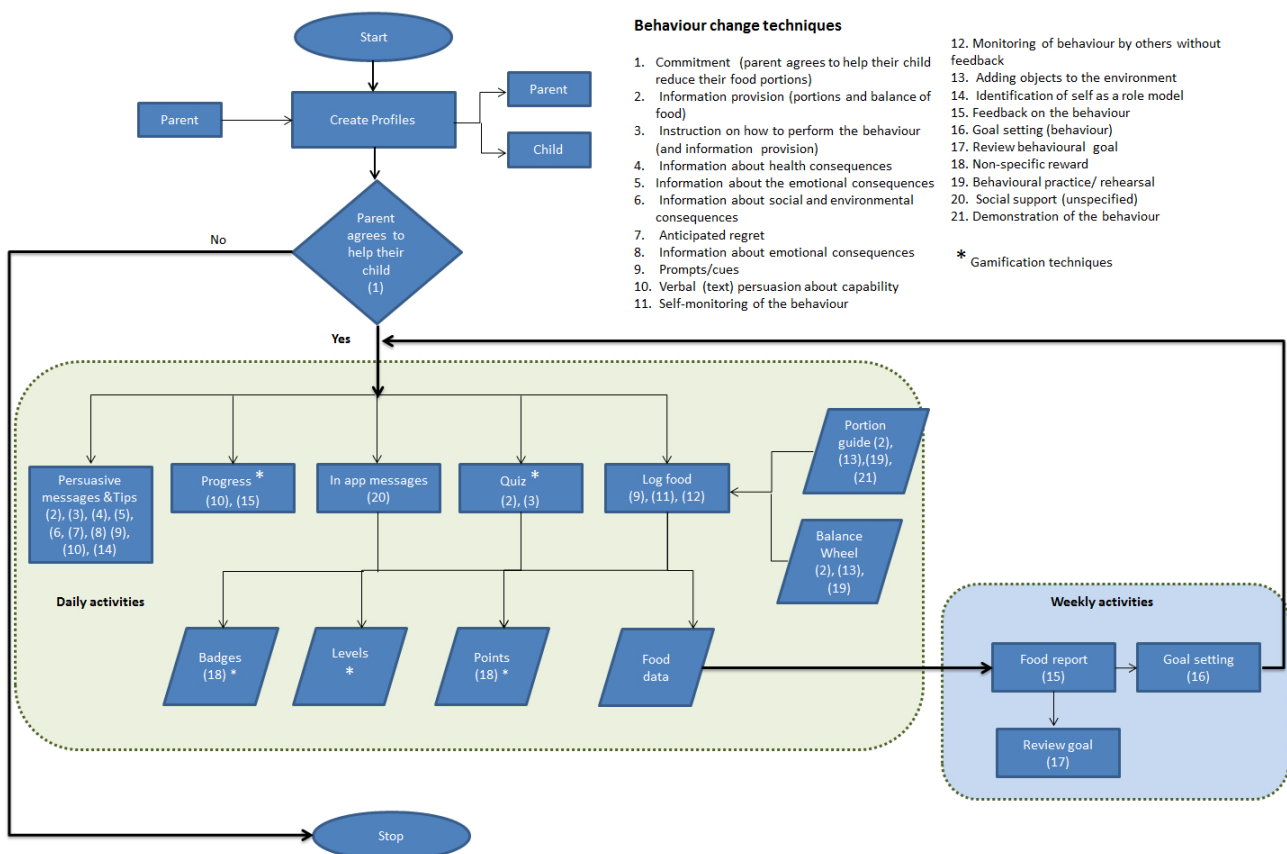 Start
Parent
Create Profiles
Parent
Child
Parent
agrees to
help their
child
(1)
No
Yes
Behaviour change techniques
1. Commitment (parent agrees to help their child
reduce their food portions)
2. Information provision (portions and balance of
food)
3. Instruction on how to perform the behaviour
(and information provision)
4. Information about health consequences
5. Information about the emotional consequences
6. Information about social and environmental
consequences
7. Anticipated regret
8. Information about emotional consequences
9. Prompts/cues
10. Verbal (text) persuasion about capability
11. Self-monitoring of the behaviour
12. Monitoring of behaviour by others without
feedback
13. Adding objects to the environment
14. Identification of self as a role model
15. Feedback on the behaviour
16. Goal setting (behaviour)
17. Review behavioural goal
18. Non-specific reward
19. Behavioural practice/ rehearsal
20. Social support (unspecified)
21. Demonstration of the behaviour
* Gamification techniques
Persuasive
messages &Tips
(2), (3), (4), (5),
(6, (7), (8) (9),
(10), (14)
Progress *
(10), (15)
In app messages
(20)
Quiz *
(2), (3)
Log food
(9), (11), (12)
Portion
guide (2),
(13),(19),
(21)
Balance
Wheel
(2), (13),
(19)
Daily activities
Badges
(18) *
Levels
*
Points
(18) *
Food
data
Weekly activities
Food report
(15)
Goal setting
(16)
Review goal
(17)
Stop